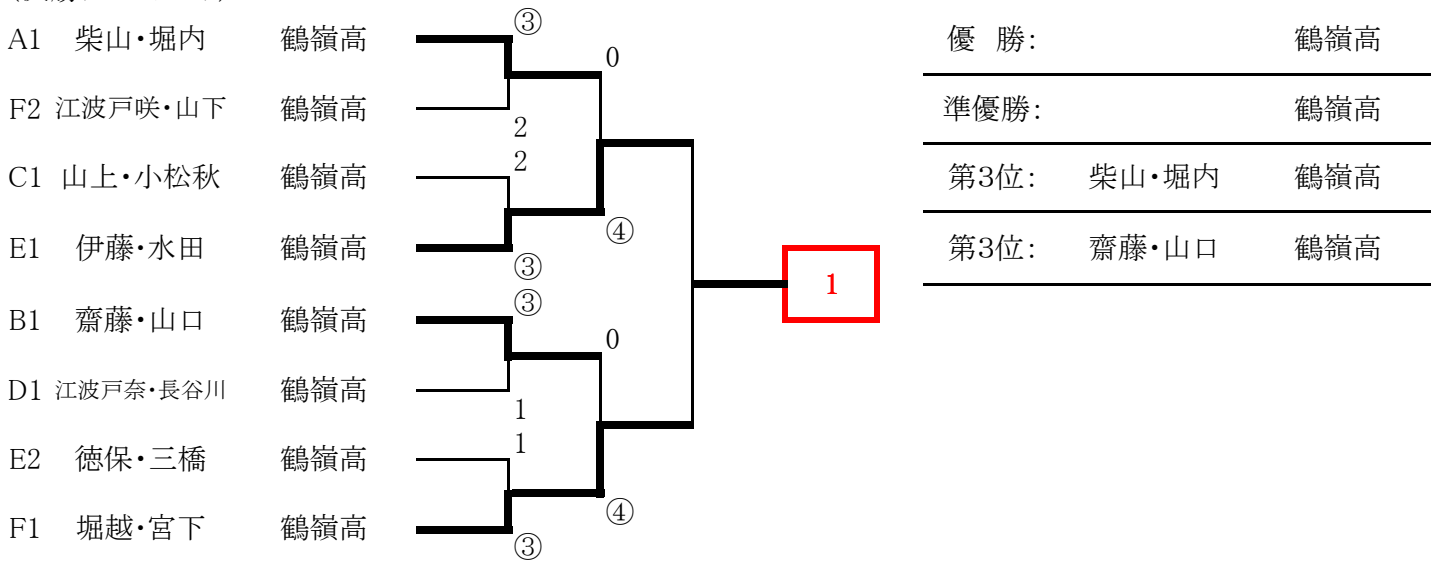 A1 柴山・堀内 鶴嶺高 ③
0
F2 江波戸咲・山下 鶴嶺高 2
C1 山上・小松秋 鶴嶺高 2
④
E1 伊藤・水田 鶴嶺高 ③
1
B1 齋藤・山口 鶴嶺高 ③
0
D1 江波戸奈・長谷川 鶴嶺高 1
E2 徳保・三橋 鶴嶺高 1
④
F1 堀越・宮下 鶴嶺高 ③
優 勝: 鶴嶺高
準優勝: 鶴嶺高
第3位: 柴山・堀内 鶴嶺高
第3位: 齋藤・山口 鶴嶺高